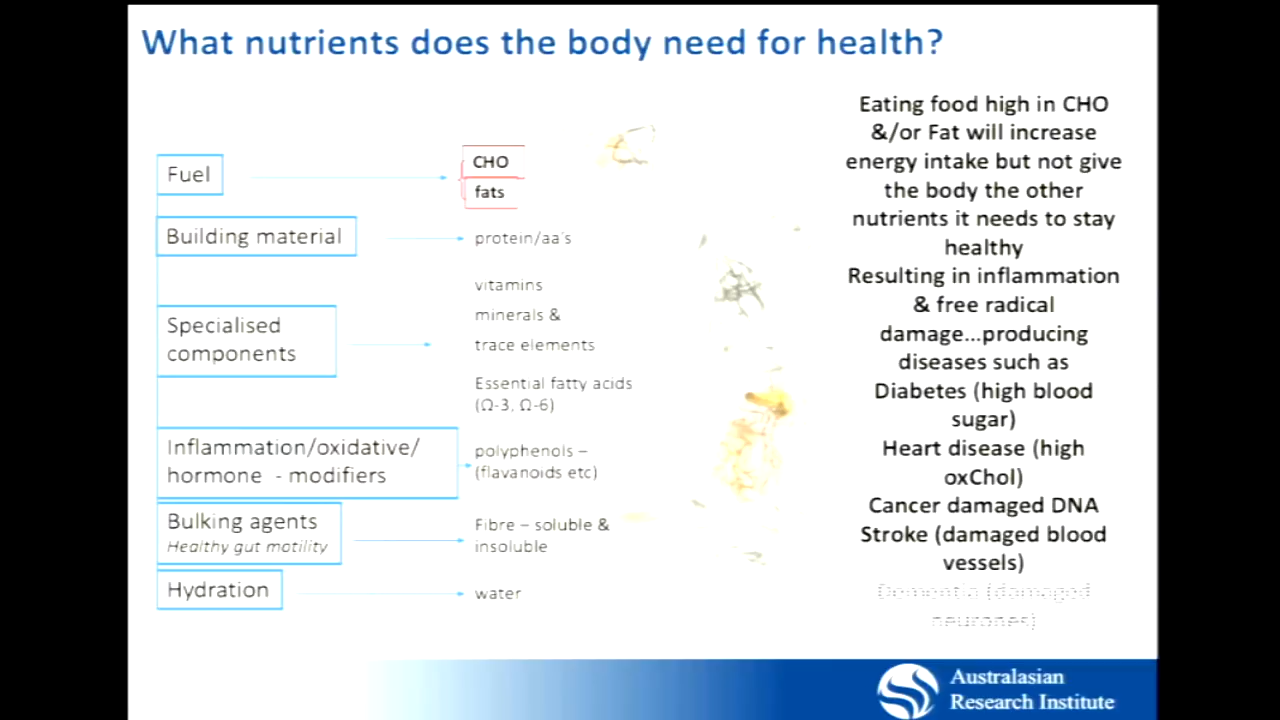 What nutrients does the body need for health?
Fuel
CHO
fats
Building material
protein/aa's
Specialised
components
vitamins
minerals &
trace elements
Essential fatty acids
(Ω-3, Ω-6)
Inflammation/oxidative/
hormone - modifiers
polyphenols –
(flavanoids etc)
Bulking agents
Healthy gut motility
Fibre – soluble &
insoluble
Hydration
water
Eating food high in CHO
&/or Fat will increase
energy intake but not give
the body the other
nutrients it needs to stay
healthy
Resulting in inflammation
& free radical
damage...producing
diseases such as
Diabetes (high blood
sugar)
Heart disease (high
oxChol)
Cancer damaged DNA
Stroke (damaged blood
vessels)
Dementia (damaged
neurones)
Australasian
Research Institute